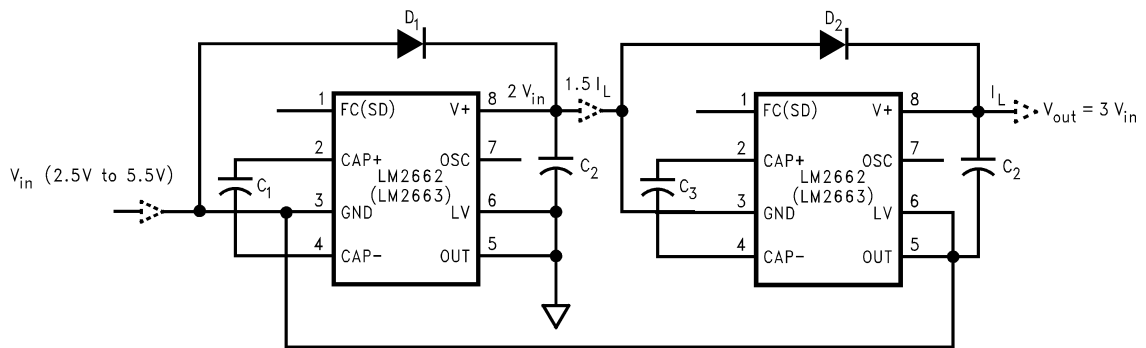 D1
D2
1
FC(SD)
V+
8
2 Vin
1.5 IL
1
FC(SD)
V+
8
IL
Vout = 3 Vin
2
CAP+
OSC
7
2
CAP+
OSC
7
Vin (2.5V to 5.5V)
C1
LM2662
(LM2663)
C2
C3
LM2662
(LM2663)
C2
3
GND
LV
6
3
GND
LV
6
4
CAP-
OUT
5
4
CAP-
OUT
5